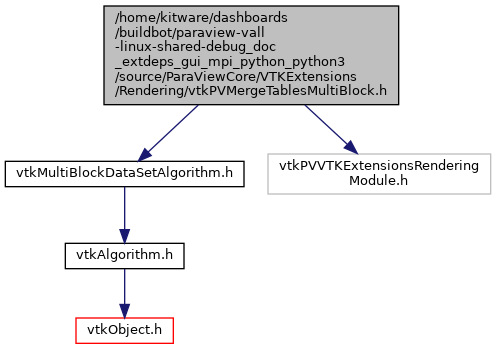 /home/kitware/dashboards
/buildbot/paraview-vall
-linux-shared-debug_doc
_extdeps_gui_mpi_python_python3
/source/ParaViewCore/VTKExtensions
/Rendering/vtkPVMergeTablesMultiBlock.h
vtkMultiBlockDataSetAlgorithm.h
vtkPVVTKExtensionsRendering
Module.h
vtkAlgorithm.h
vtkObject.h